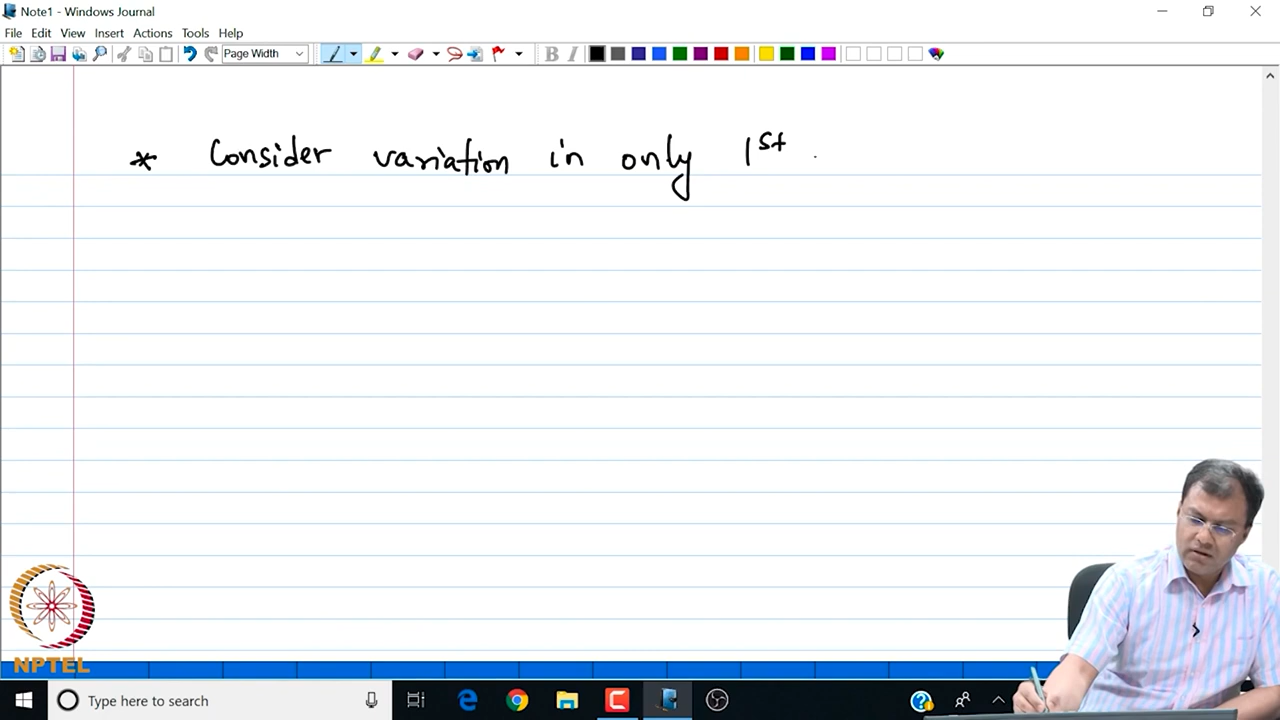 Note1 - Windows Journal
File Edit View Insert Actions Tools Help
Page Width B I
* Consider variation in only 1st
NPTEL
Type here to search